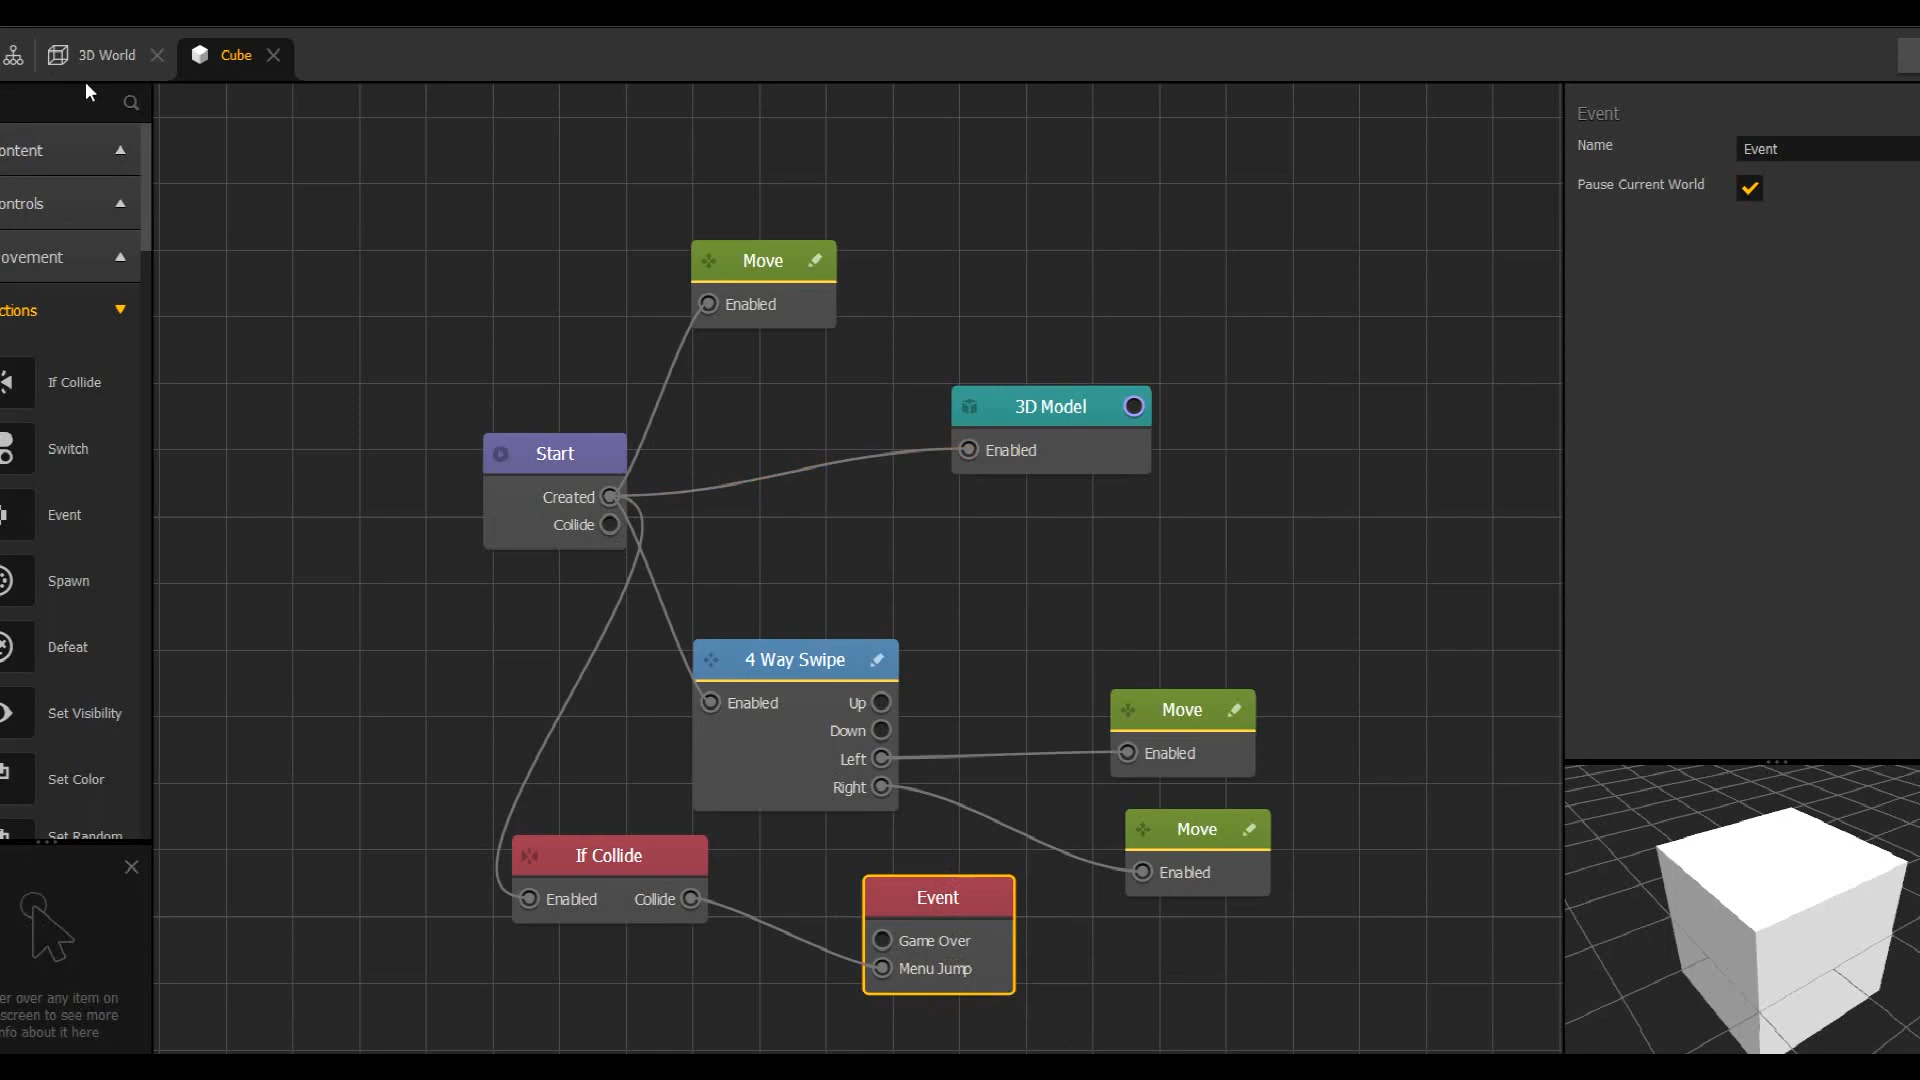 3D World
Cube
ontent
ontrols
ovement
ctions
If Collide
Switch
Event
Spawn
Defeat
Set Visibility
Set Color
Set Random
er over any item on
screen to see more
nfo about it here
Move
Enabled
3D Model
Enabled
Start
Created
Collide
4 Way Swipe
Enabled Up
Down
Left
Right
Move
Enabled
Move
Enabled
If Collide
Enabled Collide
Event
Game Over
Menu Jump
Event
Name Event
Pause Current World